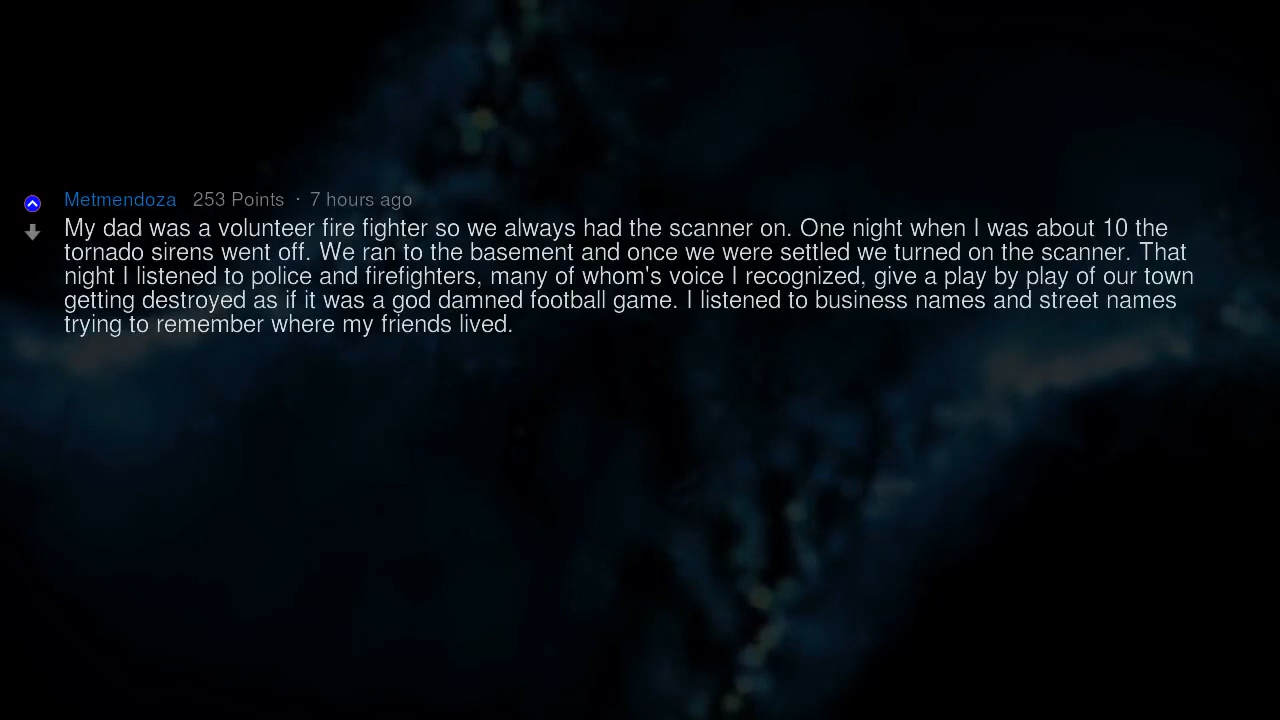 Metmendoza 253 Points · 7 hours ago
My dad was a volunteer fire fighter so we always had the scanner on. One night when I was about 10 the
tornado sirens went off. We ran to the basement and once we were settled we turned on the scanner. That
night I listened to police and firefighters, many of whom's voice I recognized, give a play by play of our town
getting destroyed as if it was a god damned football game. I listened to business names and street names
trying to remember where my friends lived.